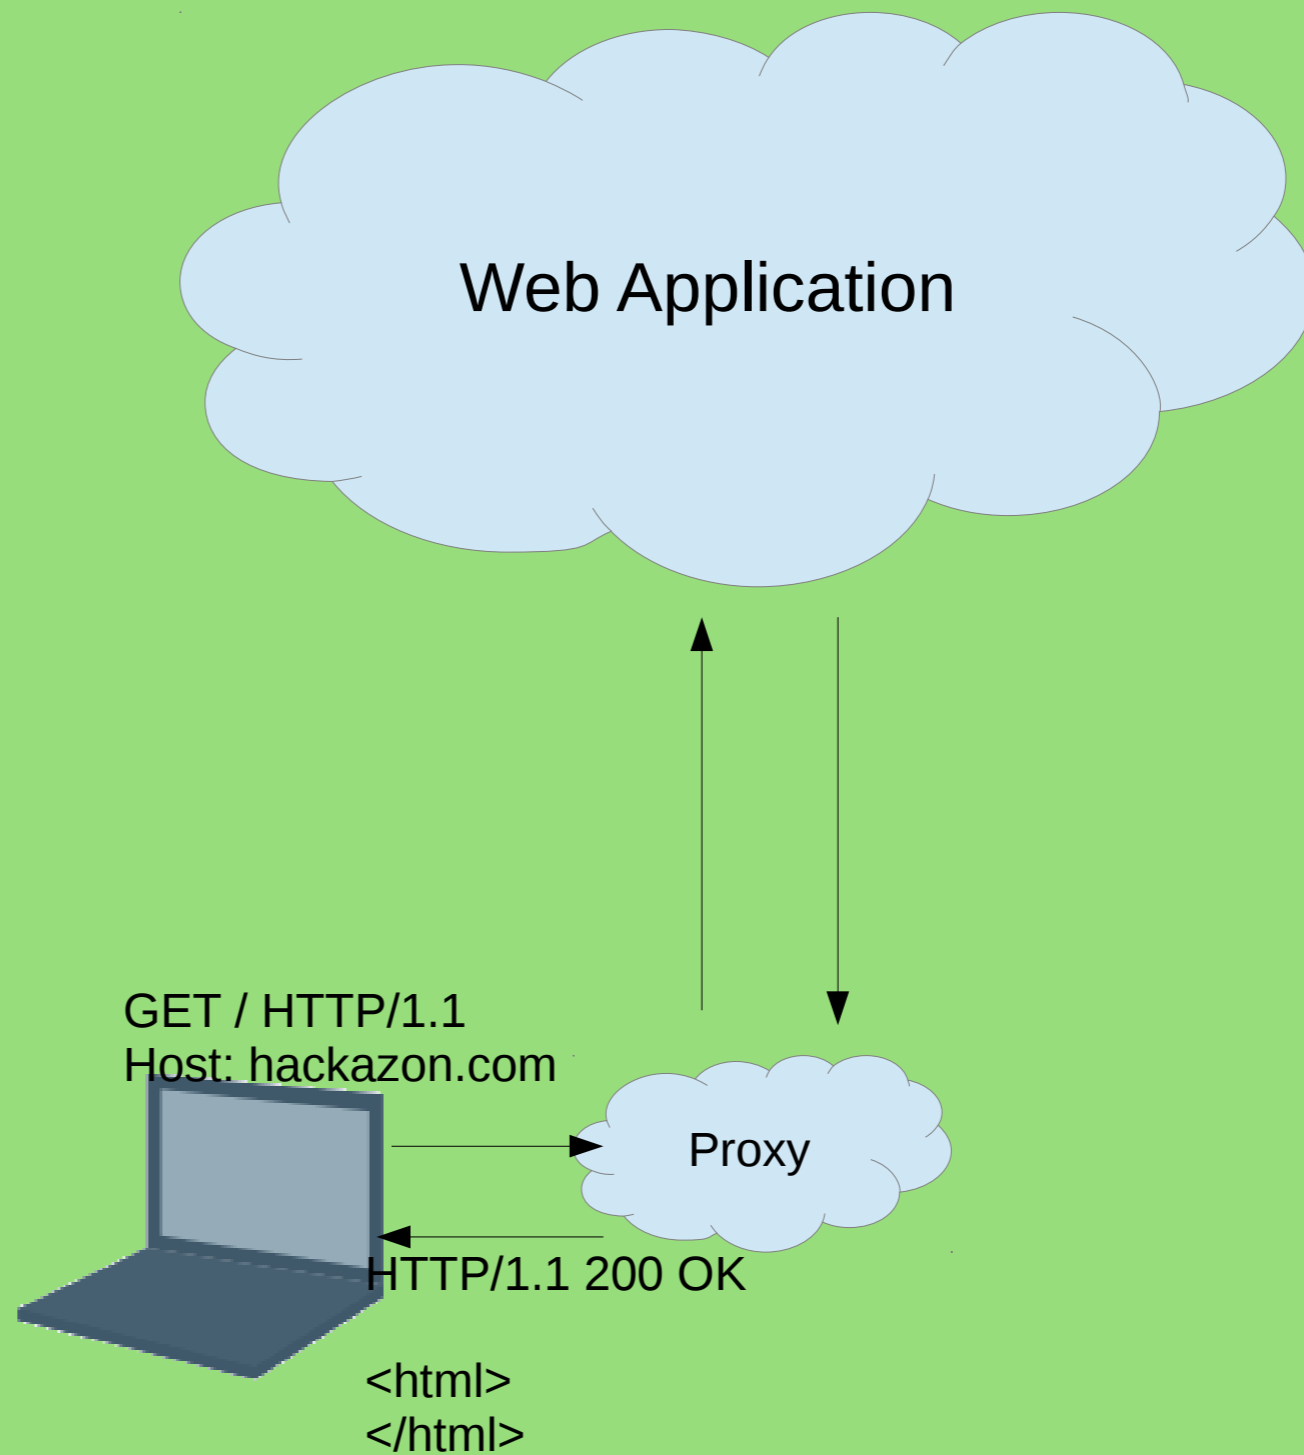 Web Application
GET / HTTP/1.1
Host: hackazon.com
Proxy
HTTP/1.1 200 OK
<html>
</html>